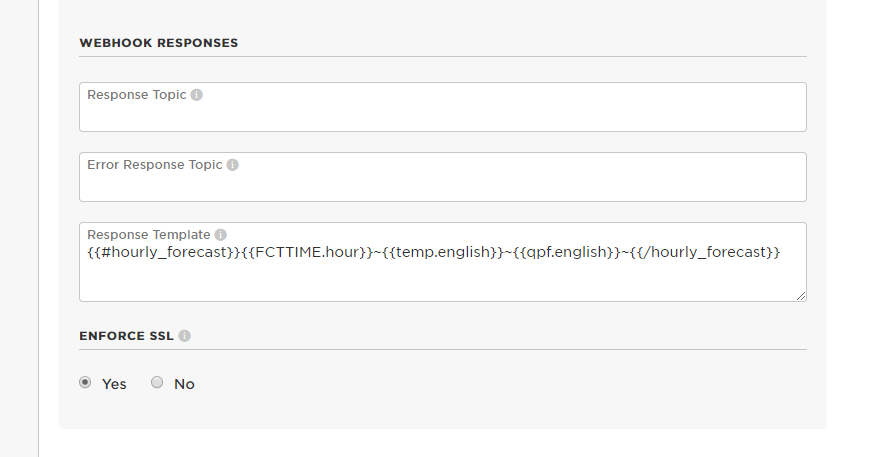 WEBHOOK RESPONSES
Response Topic
Error Response Topic
Response Template
{{#hourly_forecast}}{{FCTTIME.hour}}~{{temp.english}}~{{qpf.english}}~{{/hourly_forecast}}
ENFORCE SSL
Yes No